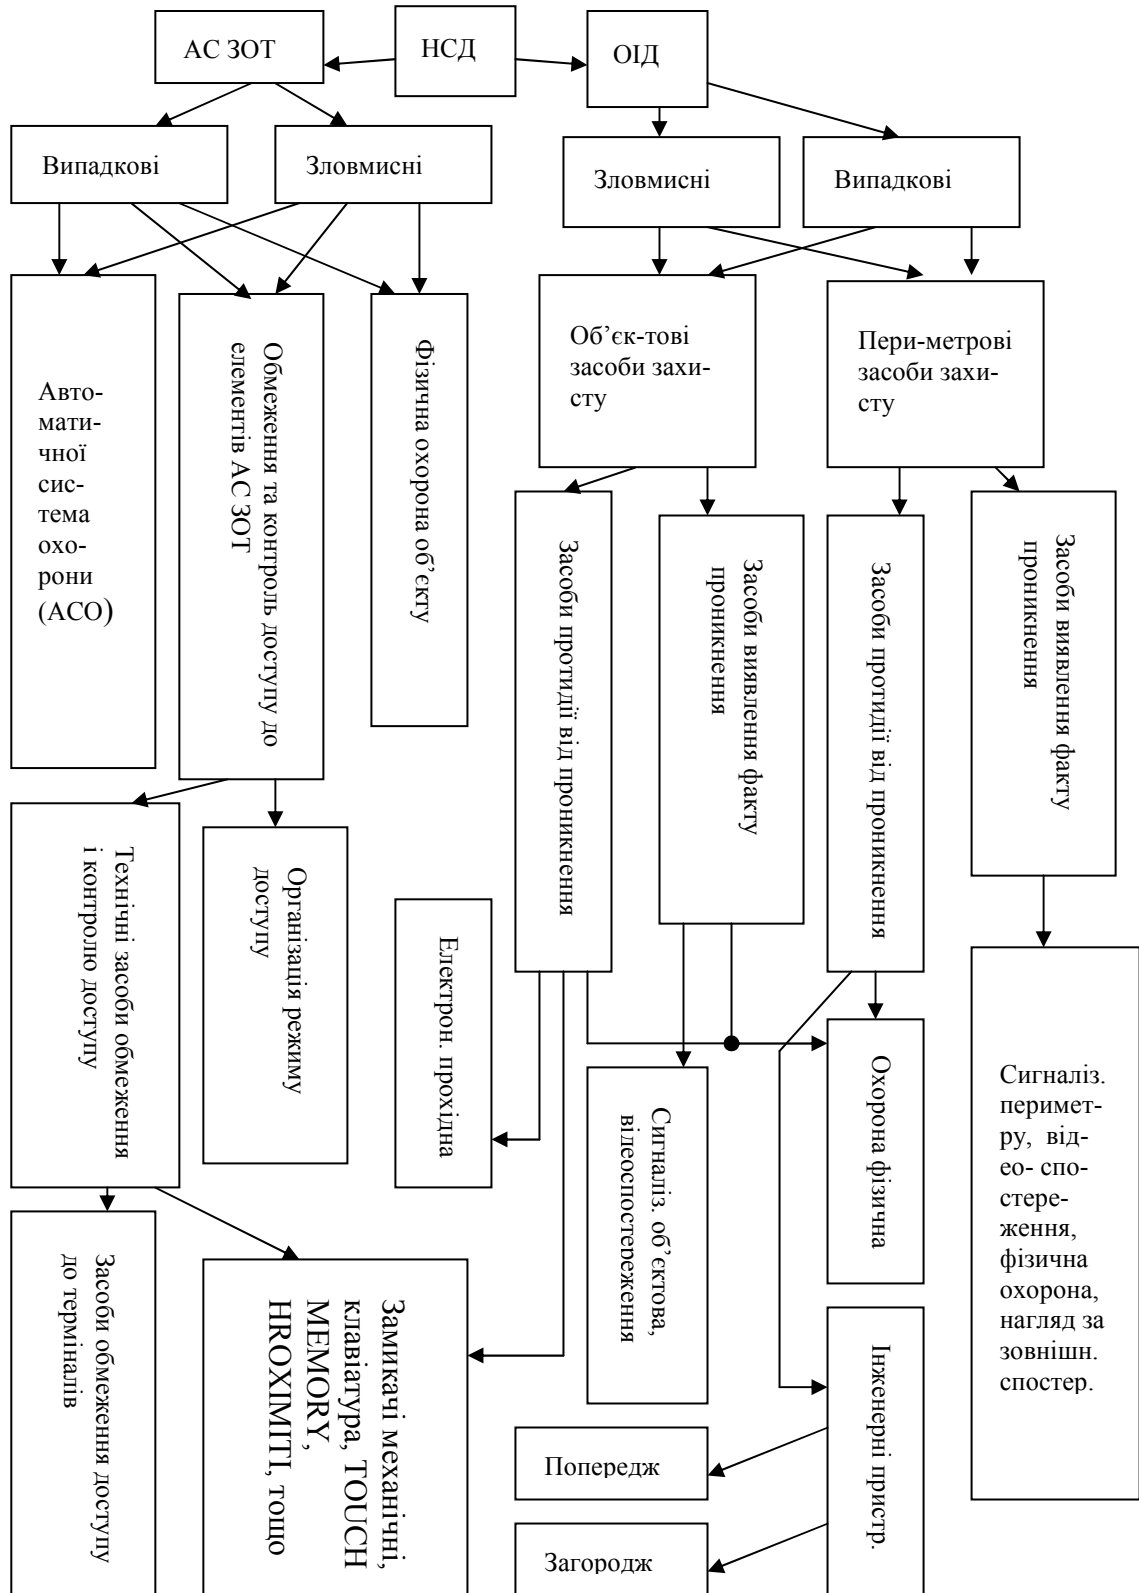 АС ЗОТ
НСД
ОІД
Випадкові
Зловмисні
Зловмисні
Випадкові
Авто-
мати-
чної
сис-
тема
охо-
рони
(АСО)
Обмеження та контроль доступу до
елементів АС ЗОТ
Фізична охорона об’єкту
Об’єк-тові
засоби захи-
сту
Пери-метрові
засоби захи-
сту
Засоби протидії від проникнення
Засоби виявлення факту
проникнення
Засоби протидії від проникнення
Засоби виявлення факту
проникнення
Технічні засоби обмеження
і контролю доступу
Організація режиму
доступу
Електрон. прохідна
Сигналіз. об’єктова,
відеоспостереження
Охорона фізична
Сигналіз.
перимет-
ру, від-
ео- спо-
стере-
ження,
фізична
охорона,
нагляд за
зовнішн.
спостер.
Засоби обмеження доступу
до терміналів
Замикачі механічні,
клавіатура, TOUCH
MEMORY,
HROXIMITI, тощо
Інженерні пристр.
Попередж
Загородж